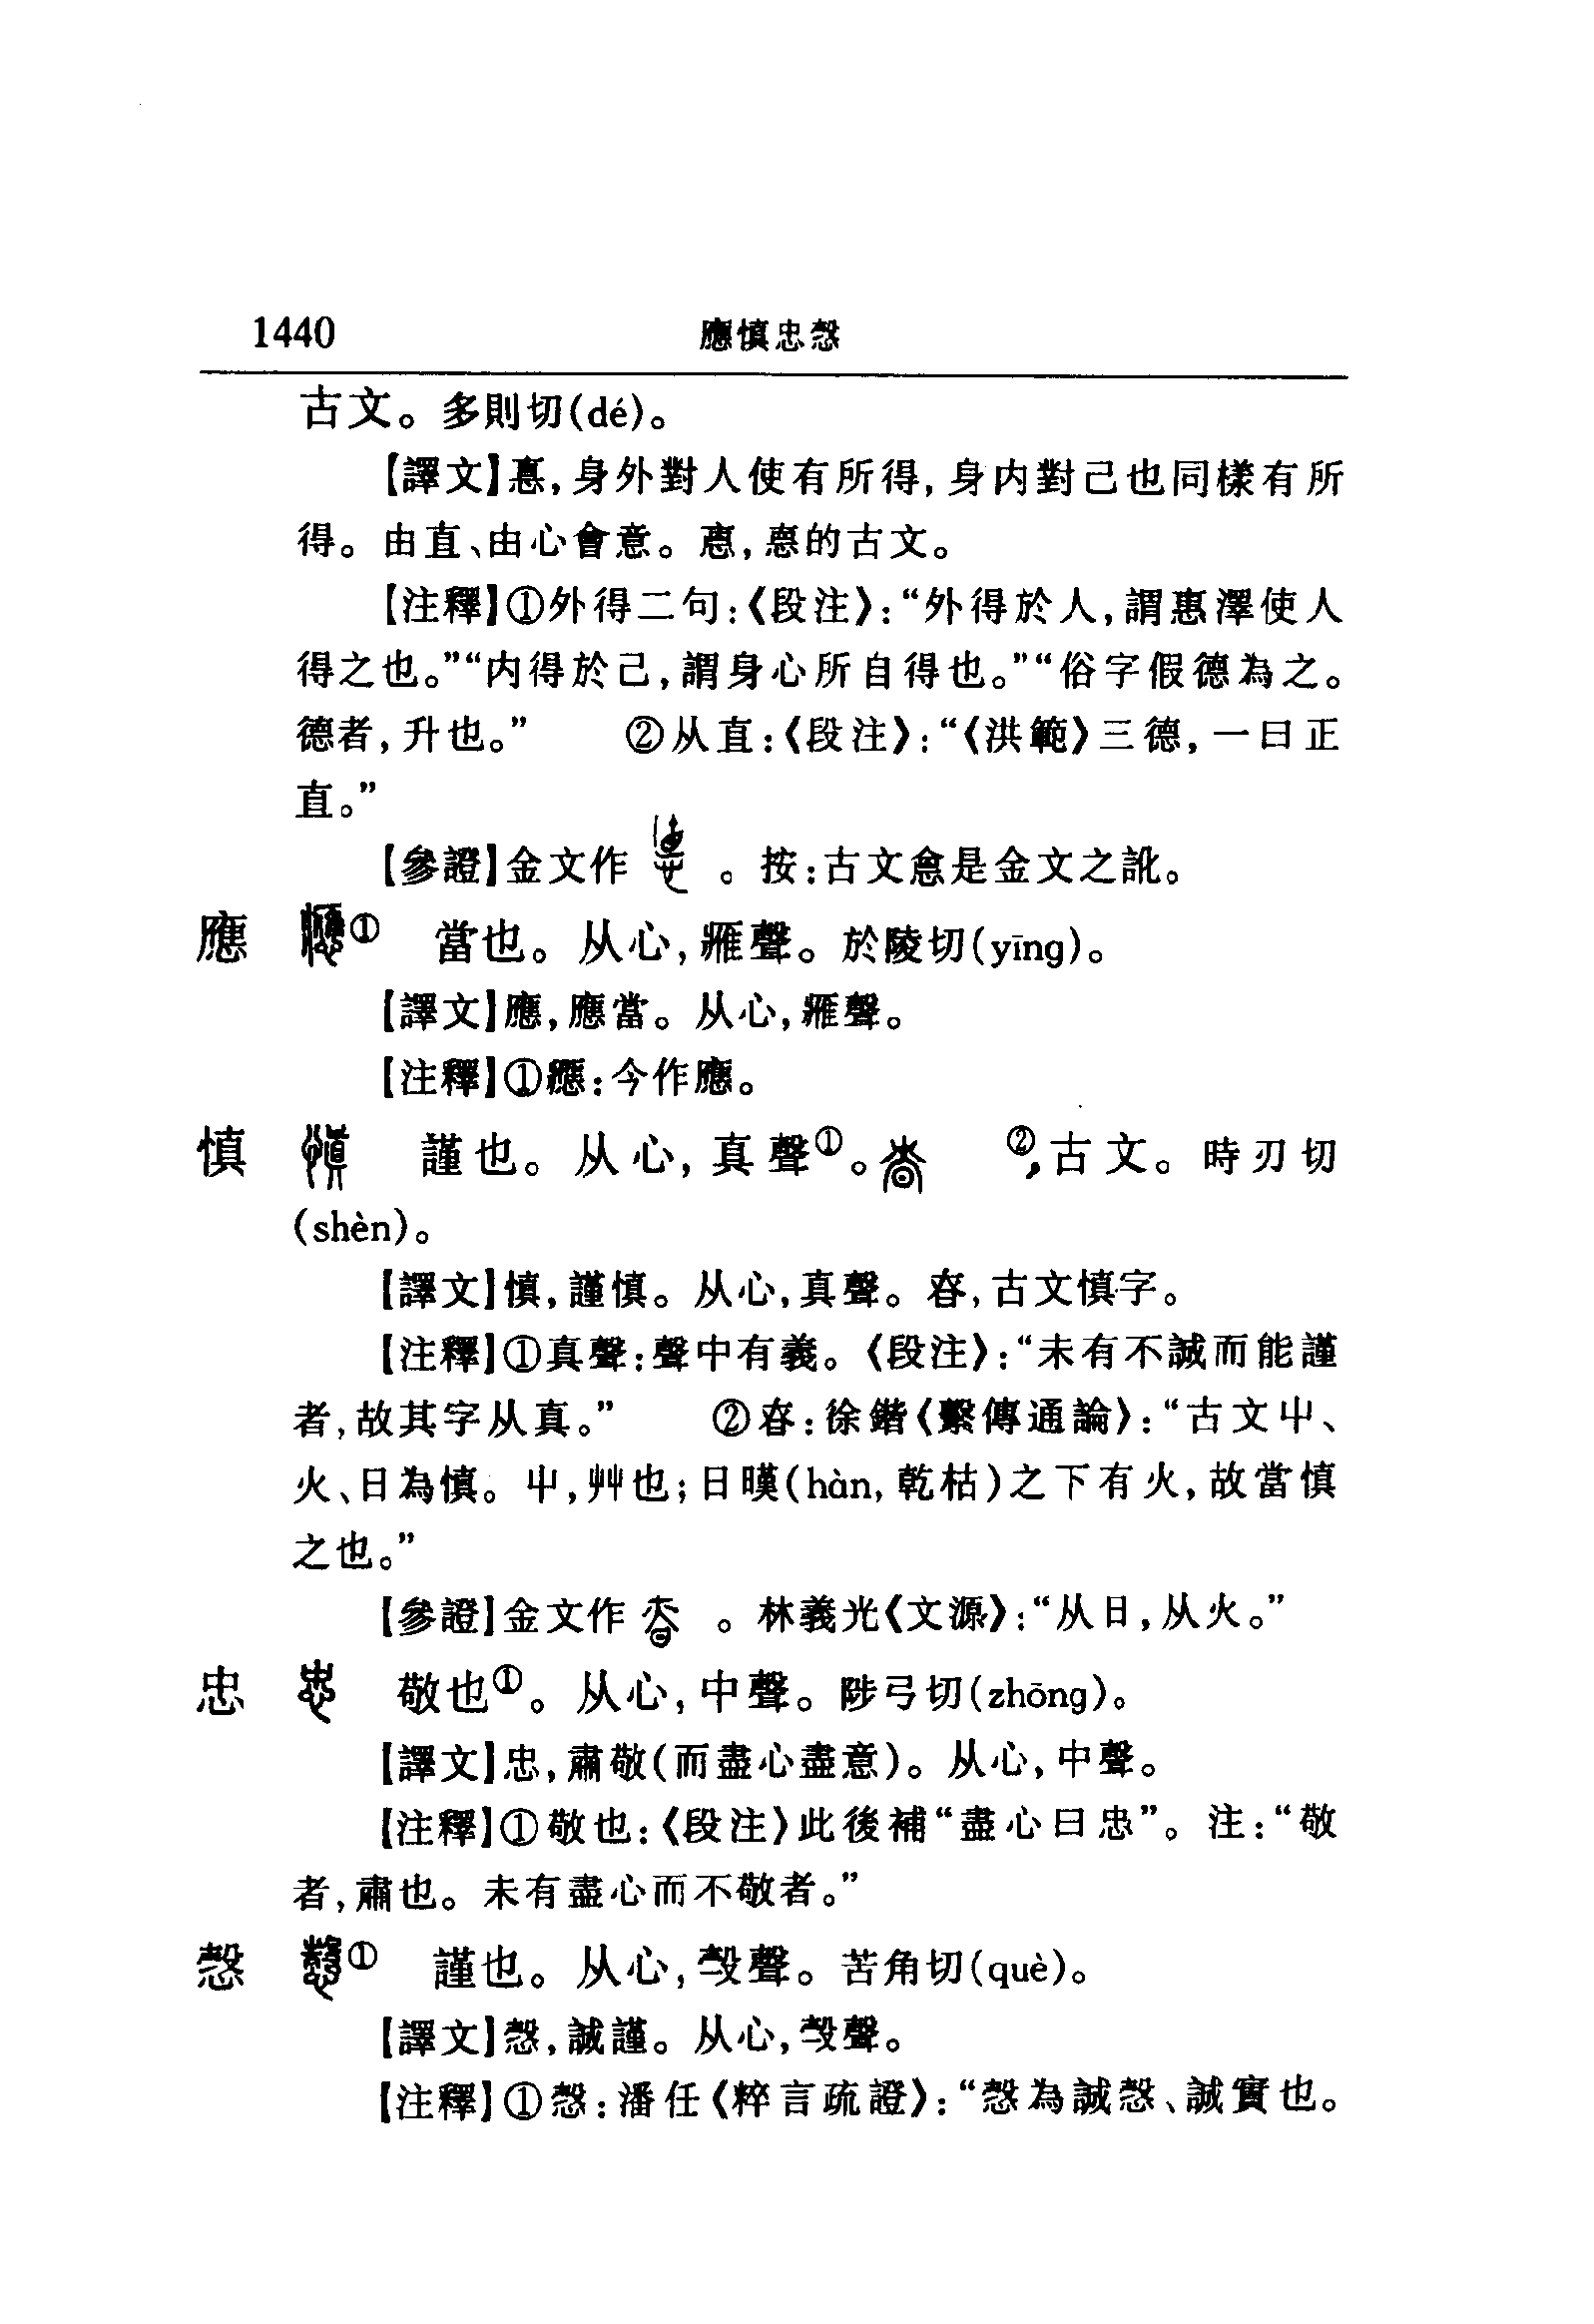 1440 應慎忠愨
古文。多則切(dé)。
【譯文】悳,身外對人使有所得,身内對己也同樣有所
得。由直、由心會意。悳,悳的古文。
【注釋】①外得二句:《段注》:“外得於人,謂惠澤使人
得之也。”“内得於己,謂身心所自得也。”“俗字假德為之。
德者,升也。” ②从直:《段注》:“《洪範》三德,一曰正
直。”
【參證】金文作 。按:古文是金文之訛。
應 ① 當也。从心,䧹聲。於陵切(yīng)。
【譯文】應,應當。从心,䧹聲。
【注釋】①應:今作應。
慎 謹也。从心,真聲①。 ②,古文。時刃切
(shèn)。
【譯文】慎,謹慎。从心,真聲。昚,古文慎字。
【注釋】①真聲:聲中有義。《段注》:“未有不誠而能謹
者,故其字从真。” ②昚:徐鍇《繫傳通論》:“古文屮、
火、日為慎。屮,艸也;日暵(hàn,乾枯)之下有火,故當慎
之也。”
【參證】金文作 。林義光《文源》:“从日,从火。”
忠 敬也①。从心,中聲。陟弓切(zhōng)。
【譯文】忠,肅敬(而盡心盡意)。从心,中聲。
【注釋】①敬也:《段注》此後補“盡心曰忠”。注:“敬
者,肅也。未有盡心而不敬者。”
愨 ① 謹也。从心,㱿聲。苦角切(què)。
【譯文】愨,誠謹。从心,㱿聲。
【注釋】①愨:潘任《粹言疏證》:“愨為誠愨、誠實也。